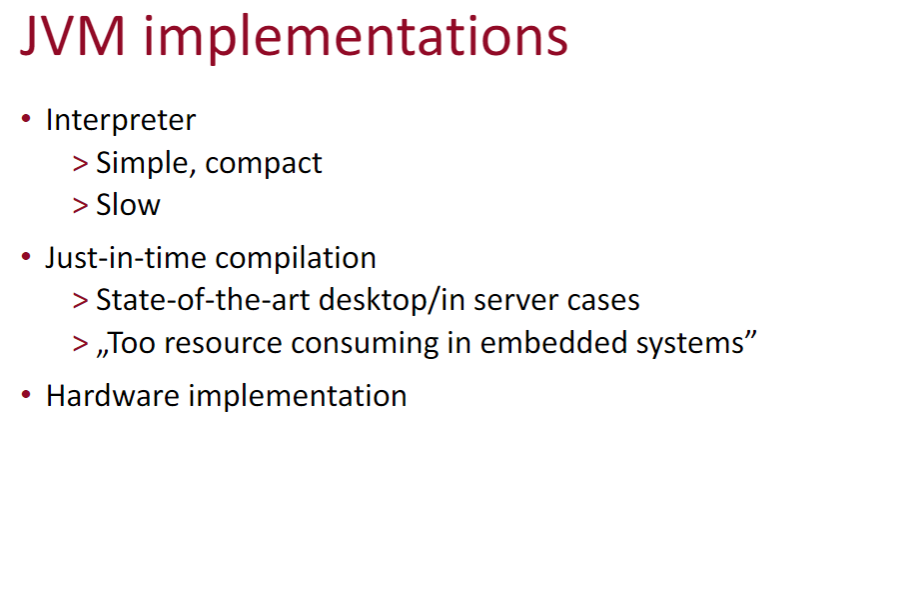 JVM implementations
• Interpreter
> Simple, compact
> Slow
• Just-in-time compilation
> State-of-the-art desktop/in server cases
> „Too resource consuming in embedded systems”
• Hardware implementation